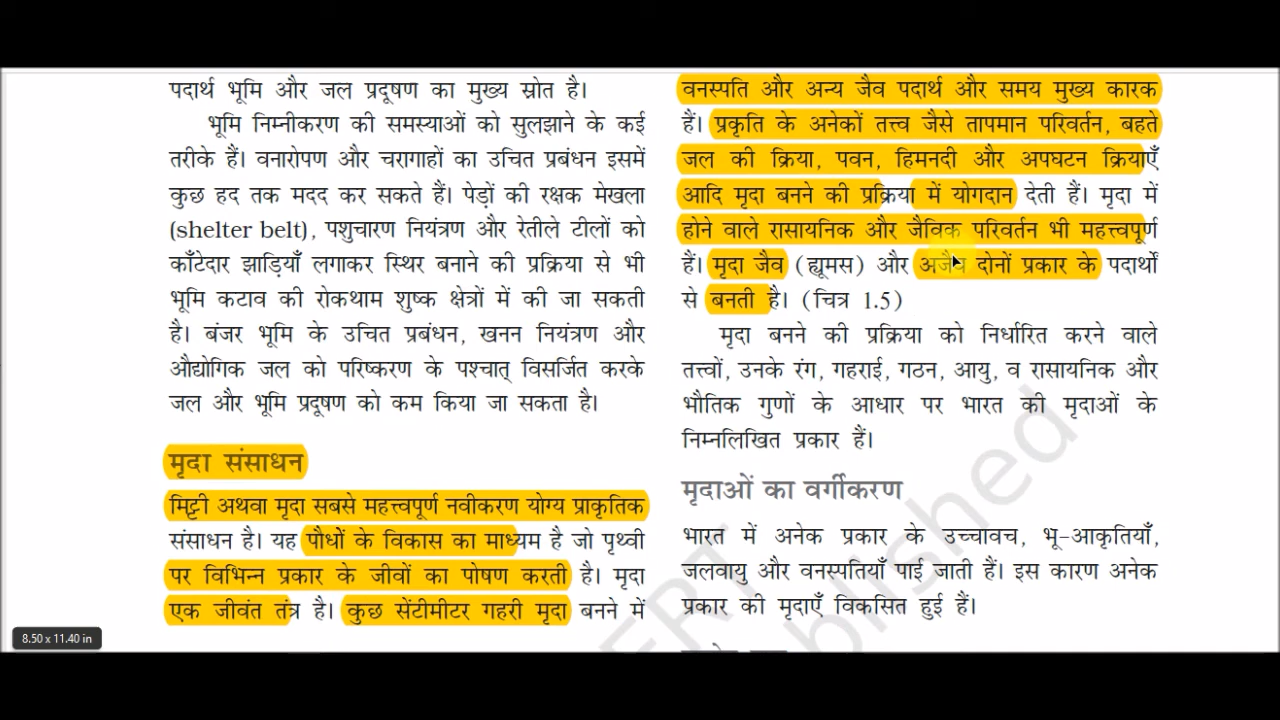 पदार्थ भूमि और जल प्रदूषण का मुख्य स्रोत है।
भूमि निम्नीकरण की समस्याओं को सुलझाने के कई
तरीके हैं। वनारोपण और चरागाहों का उचित प्रबंधन इसमें
कुछ हद तक मदद कर सकते हैं। पेड़ों की रक्षक मेखला
(shelter belt), पशुचारण नियंत्रण और रेतीले टीलों को
काँटेदार झाड़ियाँ लगाकर स्थिर बनाने की प्रक्रिया से भी
भूमि कटाव की रोकथाम शुष्क क्षेत्रों में की जा सकती
है। बंजर भूमि के उचित प्रबंधन, खनन नियंत्रण और
औद्योगिक जल को परिष्करण के पश्चात् विसर्जित करके
जल और भूमि प्रदूषण को कम किया जा सकता है।
मृदा संसाधन
मिट्टी अथवा मृदा सबसे महत्त्वपूर्ण नवीकरण योग्य प्राकृतिक
संसाधन है। यह पौधों के विकास का माध्यम है जो पृथ्वी
पर विभिन्न प्रकार के जीवों का पोषण करती है। मृदा
एक जीवंत तंत्र है। कुछ सेंटीमीटर गहरी मृदा बनने में
वनस्पति और अन्य जैव पदार्थ और समय मुख्य कारक
हैं। प्रकृति के अनेकों तत्त्व जैसे तापमान परिवर्तन, बहते
जल की क्रिया, पवन, हिमनदी और अपघटन क्रियाएँ
आदि मृदा बनने की प्रक्रिया में योगदान देती हैं। मृदा में
होने वाले रासायनिक और जैविक परिवर्तन भी महत्त्वपूर्ण
हैं। मृदा जैव (ह्यूमस) और अजैव दोनों प्रकार के पदार्थों
से बनती है। (चित्र 1.5)
मृदा बनने की प्रक्रिया को निर्धारित करने वाले
तत्त्वों, उनके रंग, गहराई, गठन, आयु, व रासायनिक और
भौतिक गुणों के आधार पर भारत की मृदाओं के
निम्नलिखित प्रकार हैं।
मृदाओं का वर्गीकरण
भारत में अनेक प्रकार के उच्चावच, भू-आकृतियाँ,
जलवायु और वनस्पतियाँ पाई जाती हैं। इस कारण अनेक
प्रकार की मृदाएँ विकसित हुई हैं।
8.50 x 11.40 in